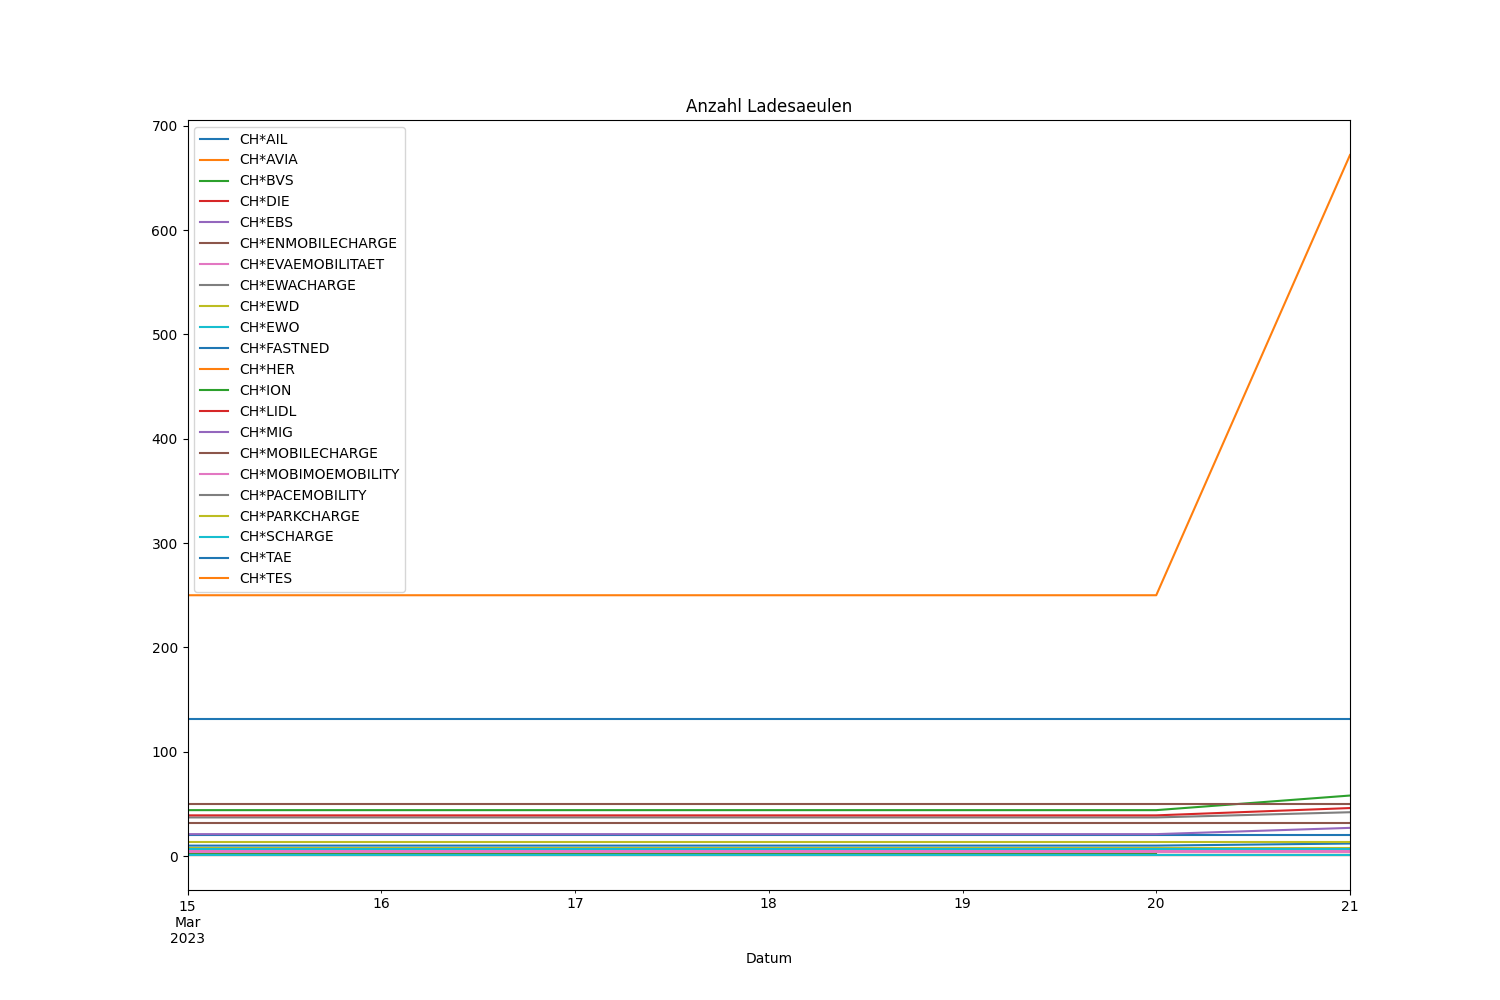 Anzahl Ladesaeulen
700
600
500
400
300
200
100
0
CH*AIL
CH*AVIA
CH*BVS
CH*DIE
CH*EBS
CH*ENMOBILECHARGE
CH*EVAEMOBILITAET
CH*EWACHARGE
CH*EWD
CH*EWO
CH*FASTNED
CH*HER
CH*ION
CH*LIDL
CH*MIG
CH*MOBILECHARGE
CH*MOBIMOEMOBILITY
CH*PACEMOBILITY
CH*PARKCHARGE
CH*SCHARGE
CH*TAE
CH*TES
15 16 17 18 19 20 21
Mar
2023
Datum